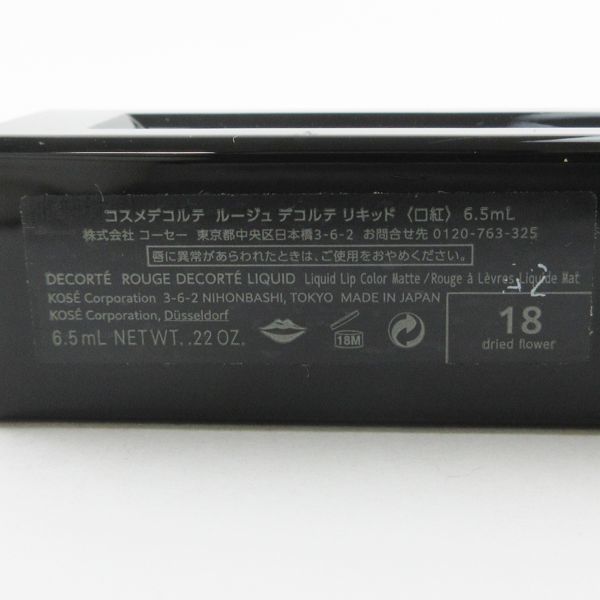 コスメデコルテ ルージュ デコルテ リキッド 〈口紅〉 6.5mL
株式会社 コーセー 東京都中央区日本橋3-6-2 お問合せ先 0120-763-325
唇に異常があらわれたときは、ご使用をおやめください。
DECORTÉ ROUGE DECORTÉ LIQUID Liquid Lip Color Matte/Rouge à Lèvres Liquide Mat
KOSÉ Corporation 3-6-2 NIHONBASHI, TOKYO MADE IN JAPAN
KOSÉ Corporation, Düsseldorf
6.5mL NET WT. .22 OZ.
18M
18
dried flower